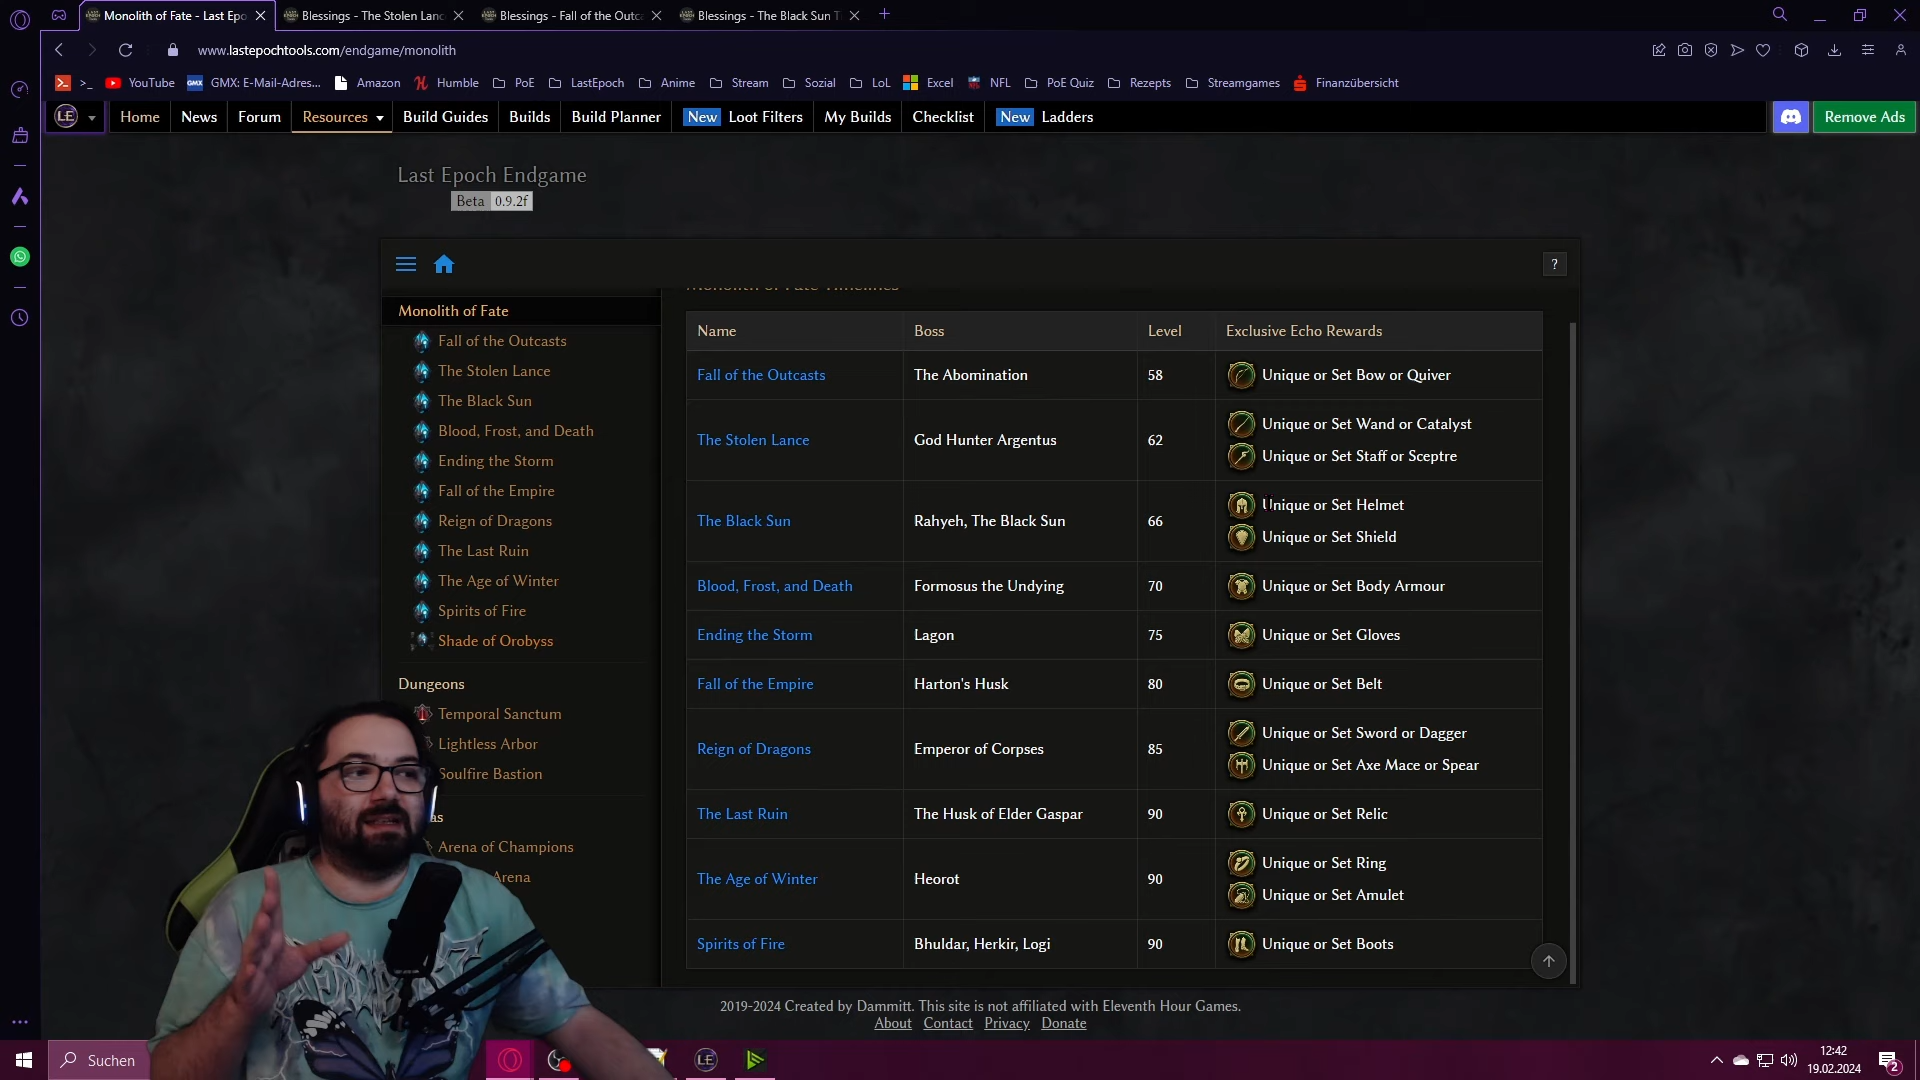 Monolith of Fate - Last Epo
Blessings - The Stolen Lanc
Blessings - Fall of the Outca
Blessings - The Black Sun T
www.lastepochtools.com/endgame/monolith
>_ YouTube GMX: E-Mail-Adres... Amazon Humble PoE LastEpoch Anime Stream Sozial LoL Excel NFL PoE Quiz Rezepts Streamgames Finanzübersicht
LE Home News Forum Resources Build Guides Builds Build Planner New Loot Filters My Builds Checklist New Ladders Remove Ads
Last Epoch Endgame
Beta 0.9.2f
?
Monolith of Fate
Fall of the Outcasts
The Stolen Lance
The Black Sun
Blood, Frost, and Death
Ending the Storm
Fall of the Empire
Reign of Dragons
The Last Ruin
The Age of Winter
Spirits of Fire
Shade of Orobyss
Dungeons
Temporal Sanctum
Lightless Arbor
Soulfire Bastion
as
Arena of Champions
Arena
Monolith of Fate Timelines
Name Boss Level Exclusive Echo Rewards
Fall of the Outcasts The Abomination 58 Unique or Set Bow or Quiver
The Stolen Lance God Hunter Argentus 62 Unique or Set Wand or Catalyst
Unique or Set Staff or Sceptre
The Black Sun Rahyeh, The Black Sun 66 Unique or Set Helmet
Unique or Set Shield
Blood, Frost, and Death Formosus the Undying 70 Unique or Set Body Armour
Ending the Storm Lagon 75 Unique or Set Gloves
Fall of the Empire Harton's Husk 80 Unique or Set Belt
Reign of Dragons Emperor of Corpses 85 Unique or Set Sword or Dagger
Unique or Set Axe Mace or Spear
The Last Ruin The Husk of Elder Gaspar 90 Unique or Set Relic
The Age of Winter Heorot 90 Unique or Set Ring
Unique or Set Amulet
Spirits of Fire Bhuldar, Herkir, Logi 90 Unique or Set Boots
2019-2024 Created by Dammitt. This site is not affiliated with Eleventh Hour Games.
About Contact Privacy Donate
Suchen
LE
12:42
19.02.2024
2